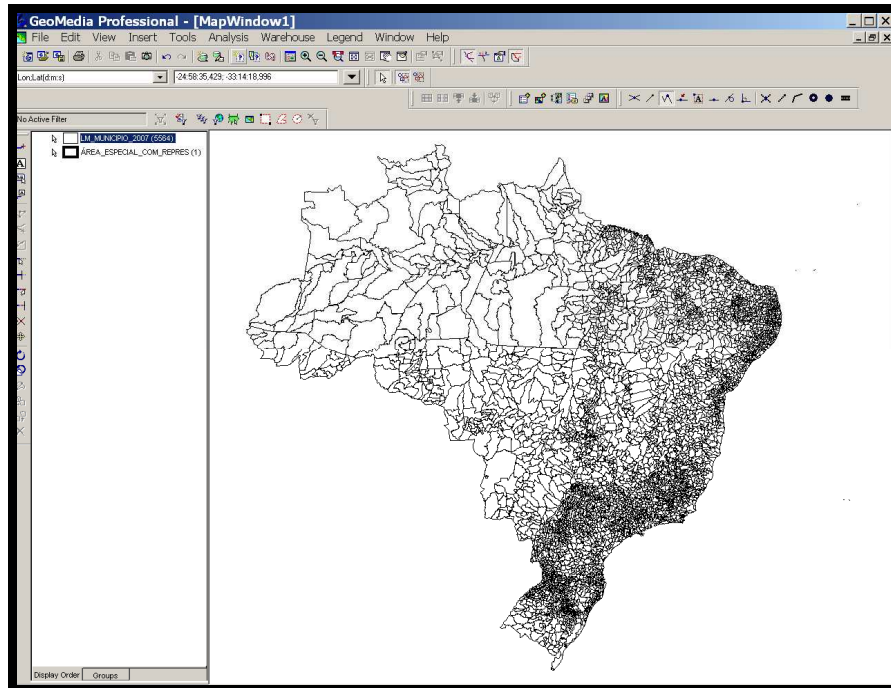 GeoMedia Professional - [MapWindow1]
File Edit View Insert Tools Analysis Warehouse Legend Window Help
Lon,Lat(d:m:s) -24:58:35,429; -33:14:18,996
No Active Filter
LM_MUNICIPIO_2007 (5564)
ÁREA_ESPECIAL_COM_REPRES (1)
Display Order Groups